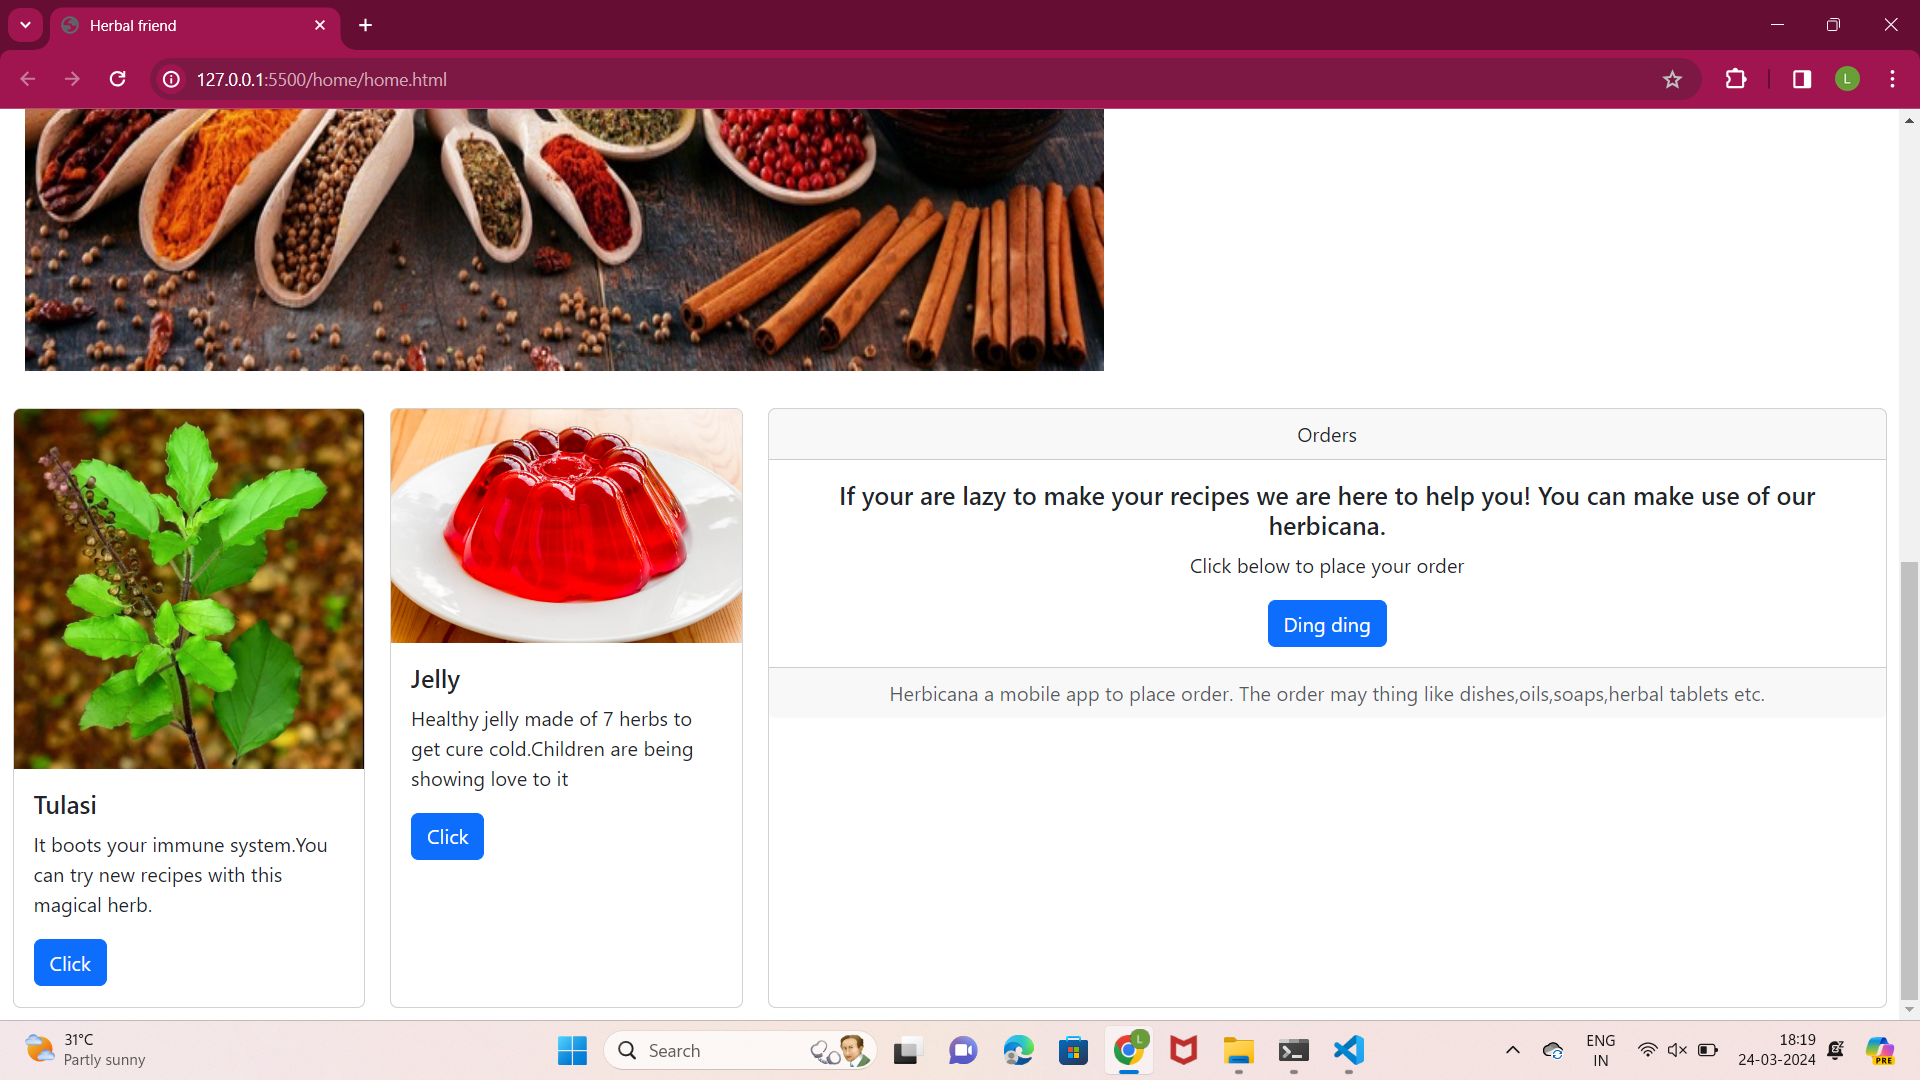 Herbal friend
127.0.0.1:5500/home/home.html
L
Orders
If your are lazy to make your recipes we are here to help you! You can make use of our
herbicana.
Click below to place your order
Ding ding
Herbicana a mobile app to place order. The order may thing like dishes,oils,soaps,herbal tablets etc.
Jelly
Healthy jelly made of 7 herbs to
get cure cold.Children are being
showing love to it
Click
Tulasi
It boots your immune system.You
can try new recipes with this
magical herb.
Click
31°C
Partly sunny
Search
L
ENG
IN
18:19
24-03-2024
PRE